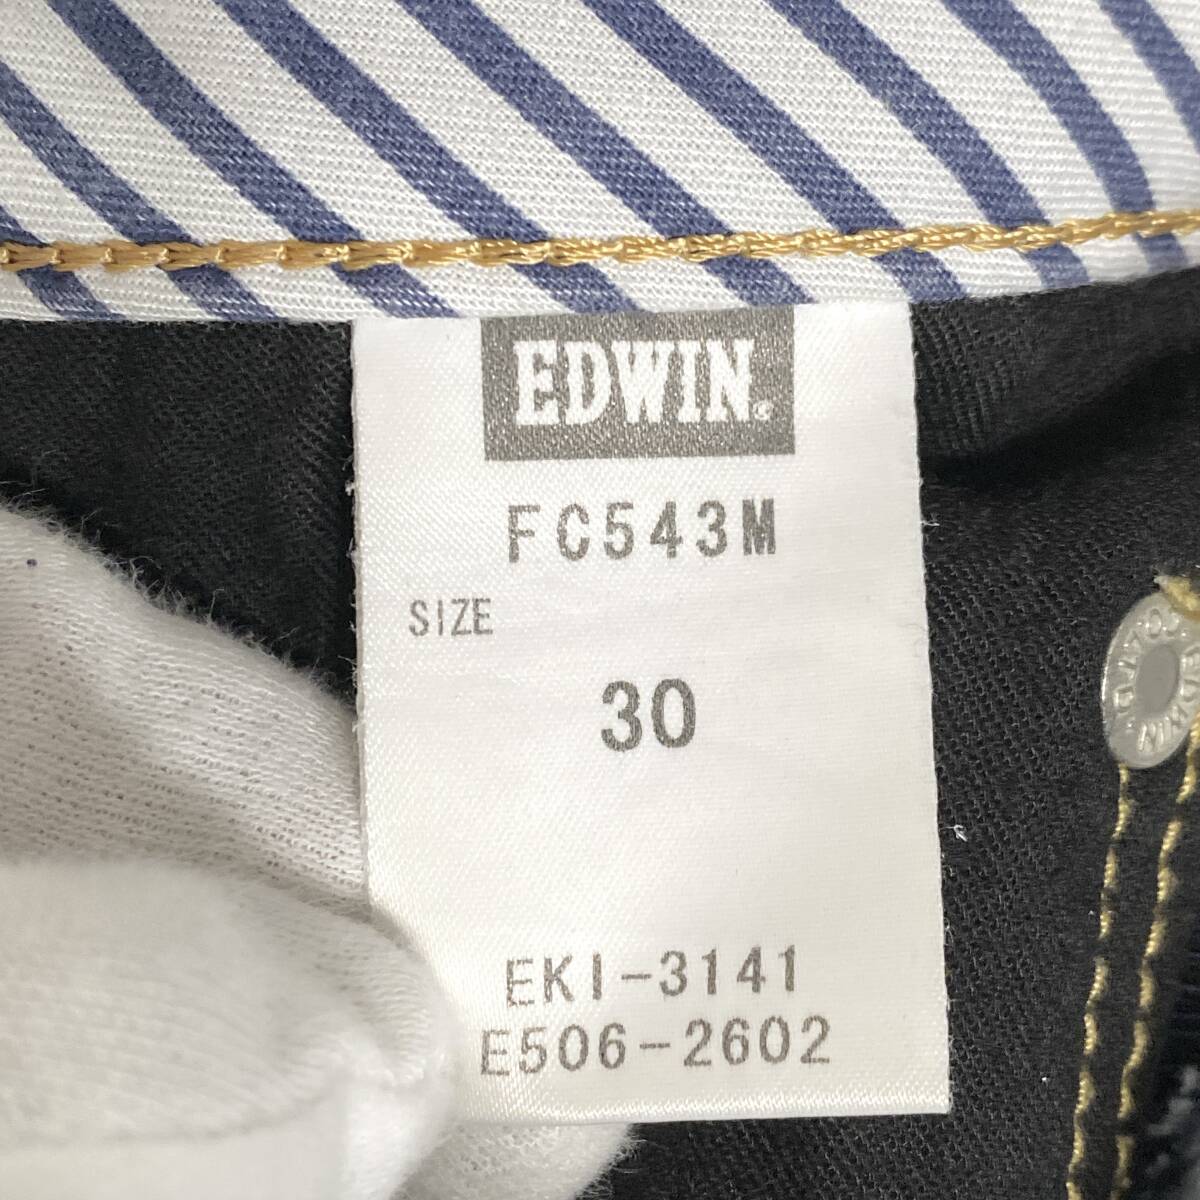 EDWIN®
FC543M
SIZE
30
EKI-3141
E506-2602